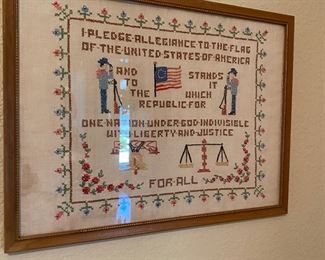 I·PLEDGE·ALLEGIANCE·TO·THE·FLAG
OF·THE·UNITED·STATES·OF·AMERICA
AND STANDS
TO IT
THE WHICH
REPUBLIC·FOR
ONE·NATION·UNDER·GOD·INDIVISIBLE
WITH·LIBERTY·AND·JUSTICE
FOR·ALL